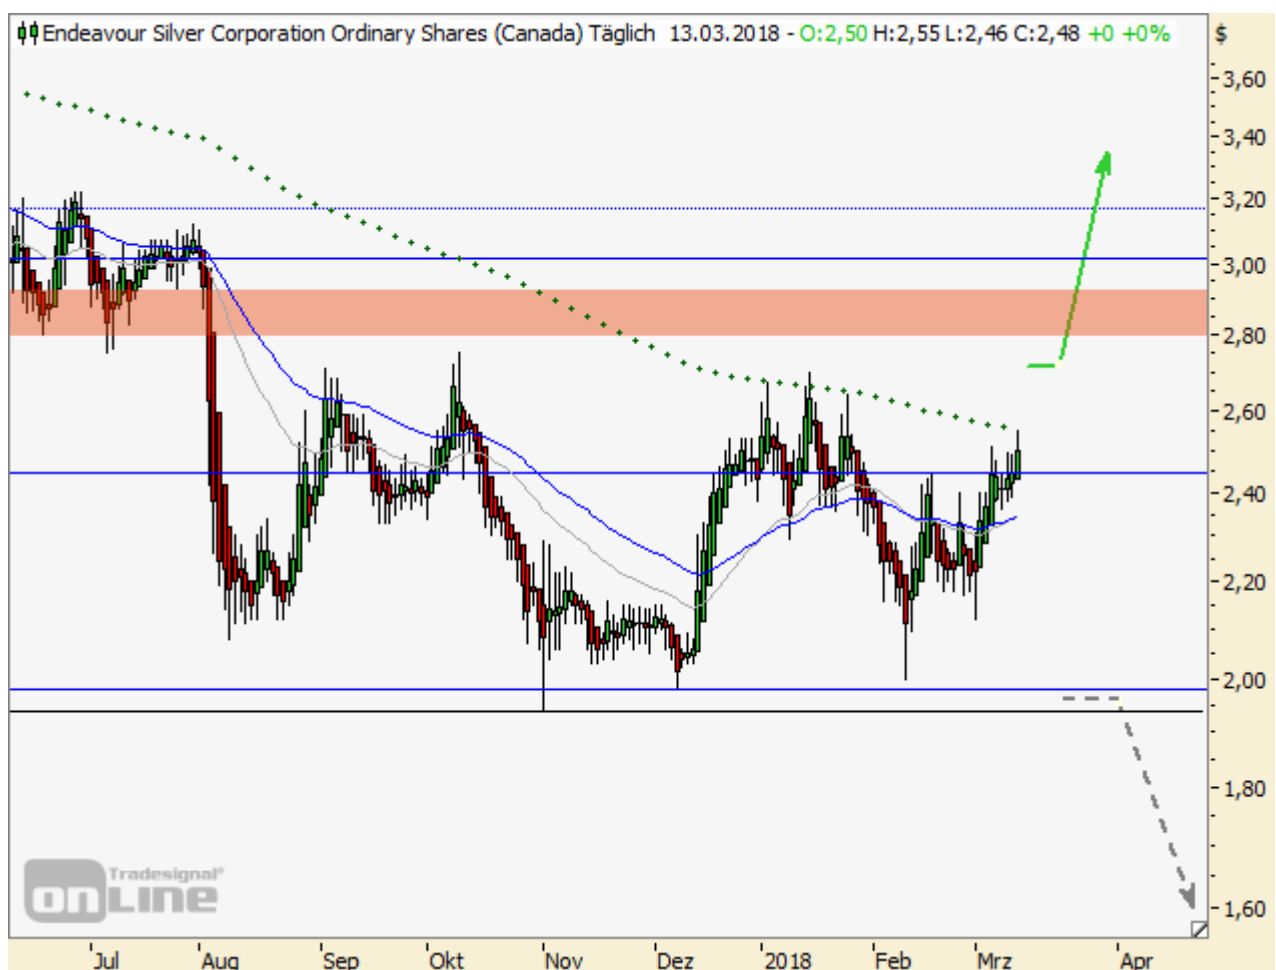 Endeavour Silver Corporation Ordinary Shares (Canada) Täglich 13.03.2018 - O:2,50 H:2,55 L:2,46 C:2,48 +0 +0% $
3,60
3,40
3,20
3,00
2,80
2,60
2,40
2,20
2,00
1,80
1,60
Tradesignal®
onLine
Jul Aug Sep Okt Nov Dez 2018 Feb Mrz Apr